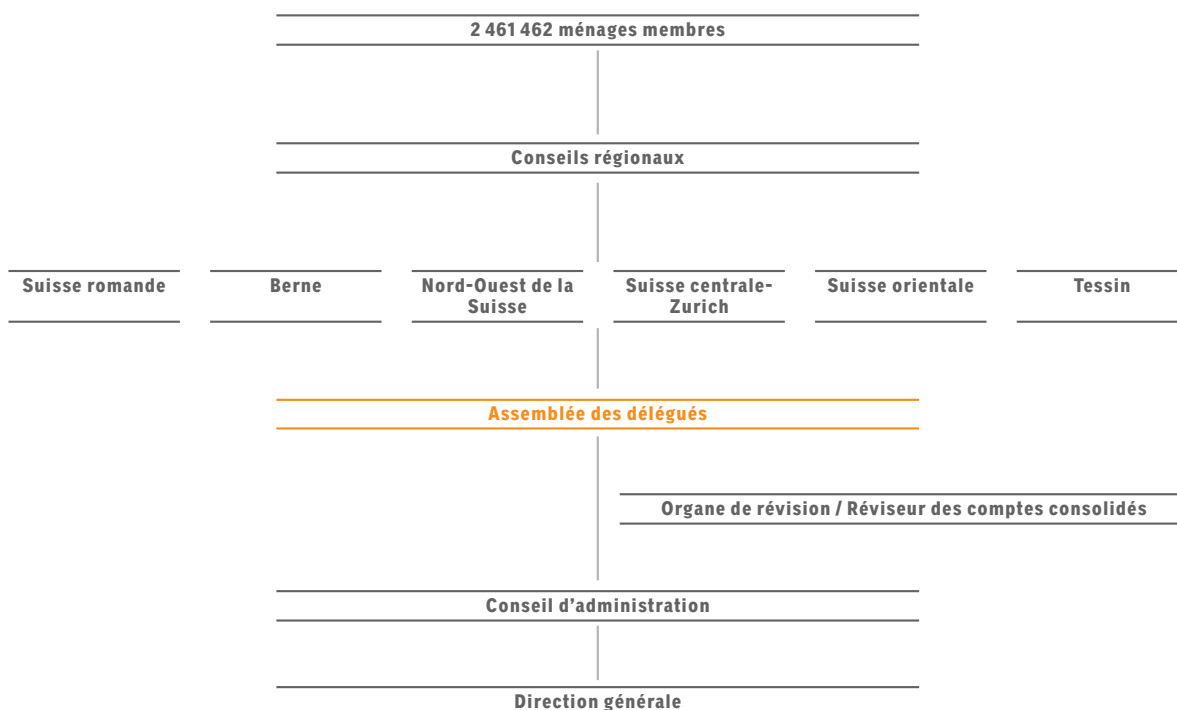 2 461 462 ménages membres
Conseils régionaux
Suisse romande
Berne
Nord-Ouest de la
Suisse
Suisse centrale-
Zurich
Suisse orientale
Tessin
Assemblée des délégués
Organe de révision / Réviseur des comptes consolidés
Conseil d’administration
Direction générale